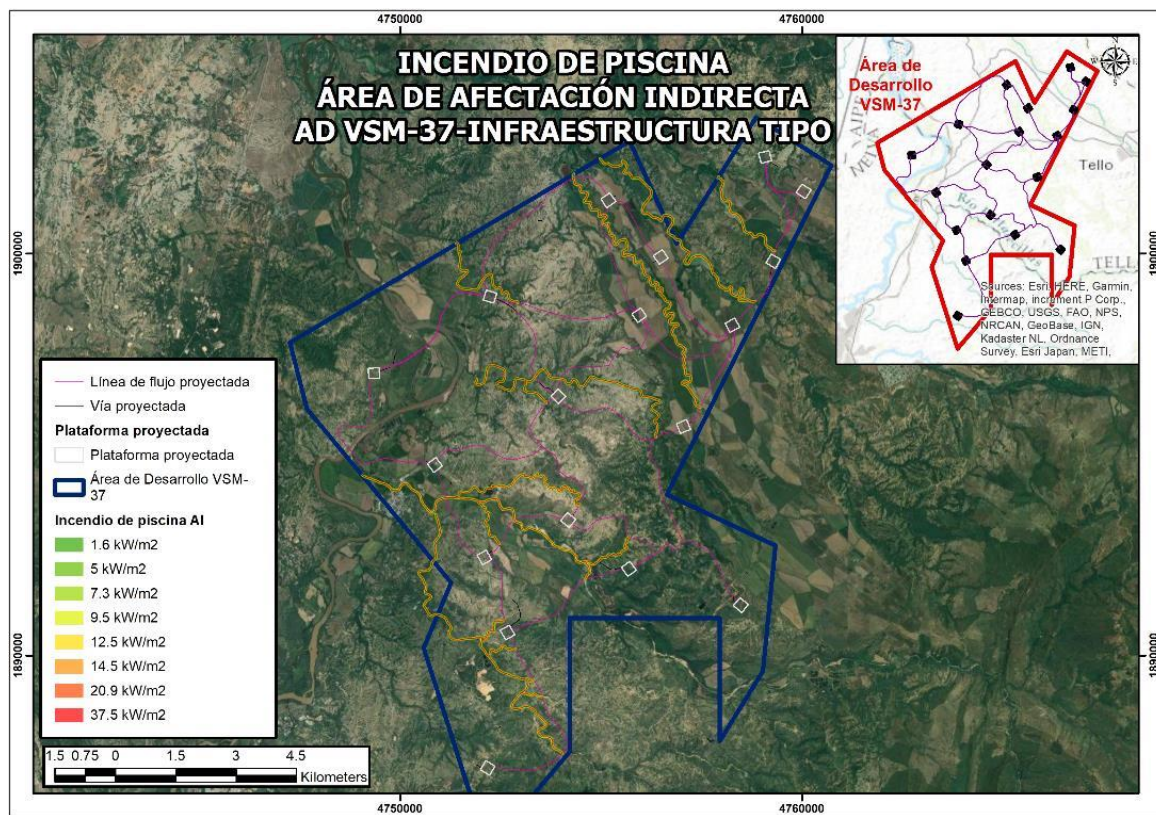 4750000
4760000
INCENDIO DE PISCINA
ÁREA DE AFECTACIÓN INDIRECTA
AD VSM-37-INFRAESTRUCTURA TIPO
Área de
Desarrollo
VSM-37
N
NEIVA
Tello
Río
TELL
Sources: Esri, HERE, Garmin,
Intermap, increment P Corp.,
GEBCO, USGS, FAO, NPS,
NRCAN, GeoBase, IGN,
Kadaster NL, Ordnance
Survey, Esri Japan, METI,
1900000
1900000
Línea de flujo proyectada
Vía proyectada
Plataforma proyectada
Plataforma proyectada
Área de Desarrollo VSM-
37
Incendio de piscina AI
1.6 kW/m2
5 kW/m2
7.3 kW/m2
9.5 kW/m2
12.5 kW/m2
14.5 kW/m2
20.9 kW/m2
37.5 kW/m2
1890000
1890000
1.5 0.75 0 1.5 3 4.5
Kilometers
4750000
4760000